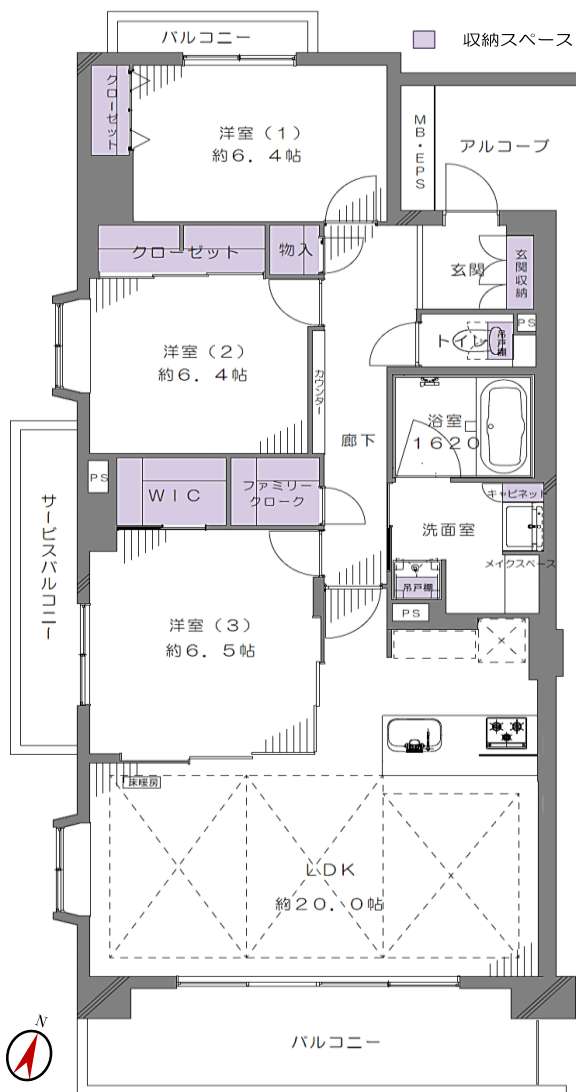 バルコニー
収納スペース
クローゼット
洋室（1）
約6．4帖
MB・EPS
アルコーブ
クローゼット
物入
玄関
玄関収納
洋室（2）
約6．4帖
カウンター
トイレ
吊戸棚
PS
廊下
浴室
1620
サービスバルコニー
PS
WIC
ファミリー
クローク
キャビネット
洗面室
メイクスペース
吊戸棚
PS
洋室（3）
約6．5帖
床暖房
LDK
約20．0帖
バルコニー
N